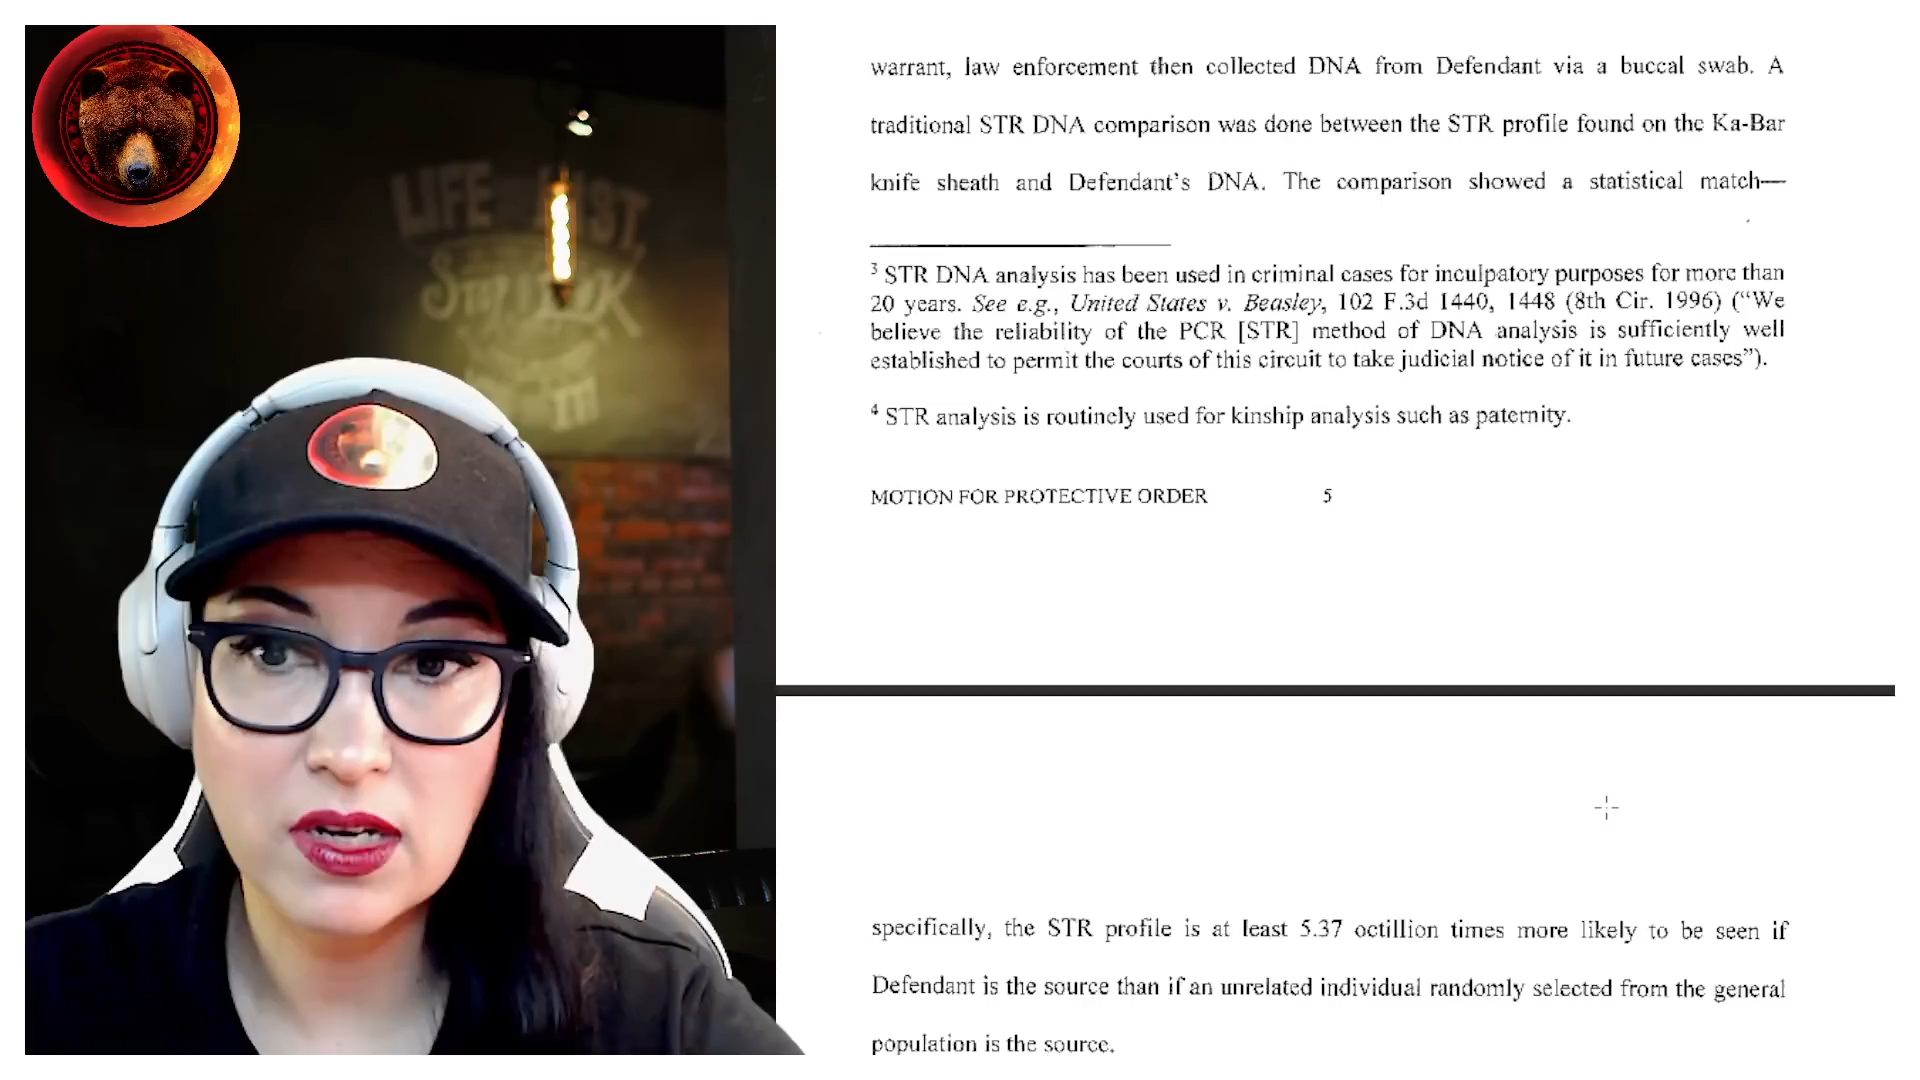 LIFE
warrant, law enforcement then collected DNA from Defendant via a buccal swab. A
traditional STR DNA comparison was done between the STR profile found on the Ka-Bar
knife sheath and Defendant's DNA. The comparison showed a statistical match—
3 STR DNA analysis has been used in criminal cases for inculpatory purposes for more than
20 years. See e.g., United States v. Beasley, 102 F.3d 1440, 1448 (8th Cir. 1996) (“We
believe the reliability of the PCR [STR] method of DNA analysis is sufficiently well
established to permit the courts of this circuit to take judicial notice of it in future cases”).
4 STR analysis is routinely used for kinship analysis such as paternity.
MOTION FOR PROTECTIVE ORDER 5
specifically, the STR profile is at least 5.37 octillion times more likely to be seen if
Defendant is the source than if an unrelated individual randomly selected from the general
population is the source.